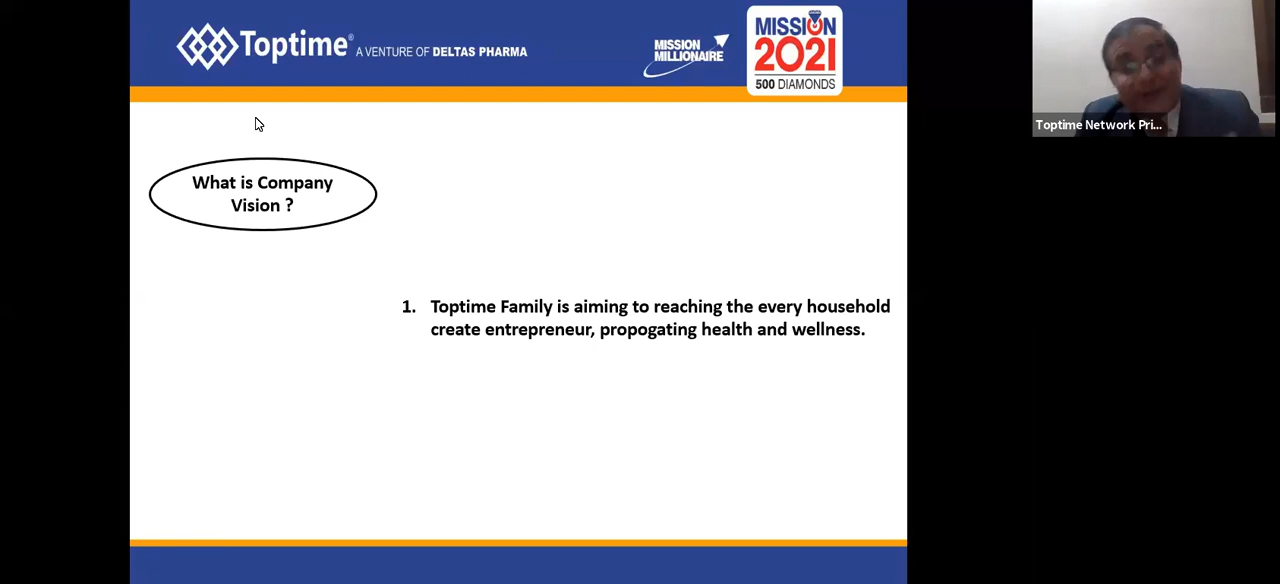 Toptime® A VENTURE OF DELTAS PHARMA
MISSION
MILLIONAIRE
MISSION
2021
500 DIAMONDS
Toptime Network Pri...
What is Company
Vision ?
1. Toptime Family is aiming to reaching the every household
create entrepreneur, propogating health and wellness.